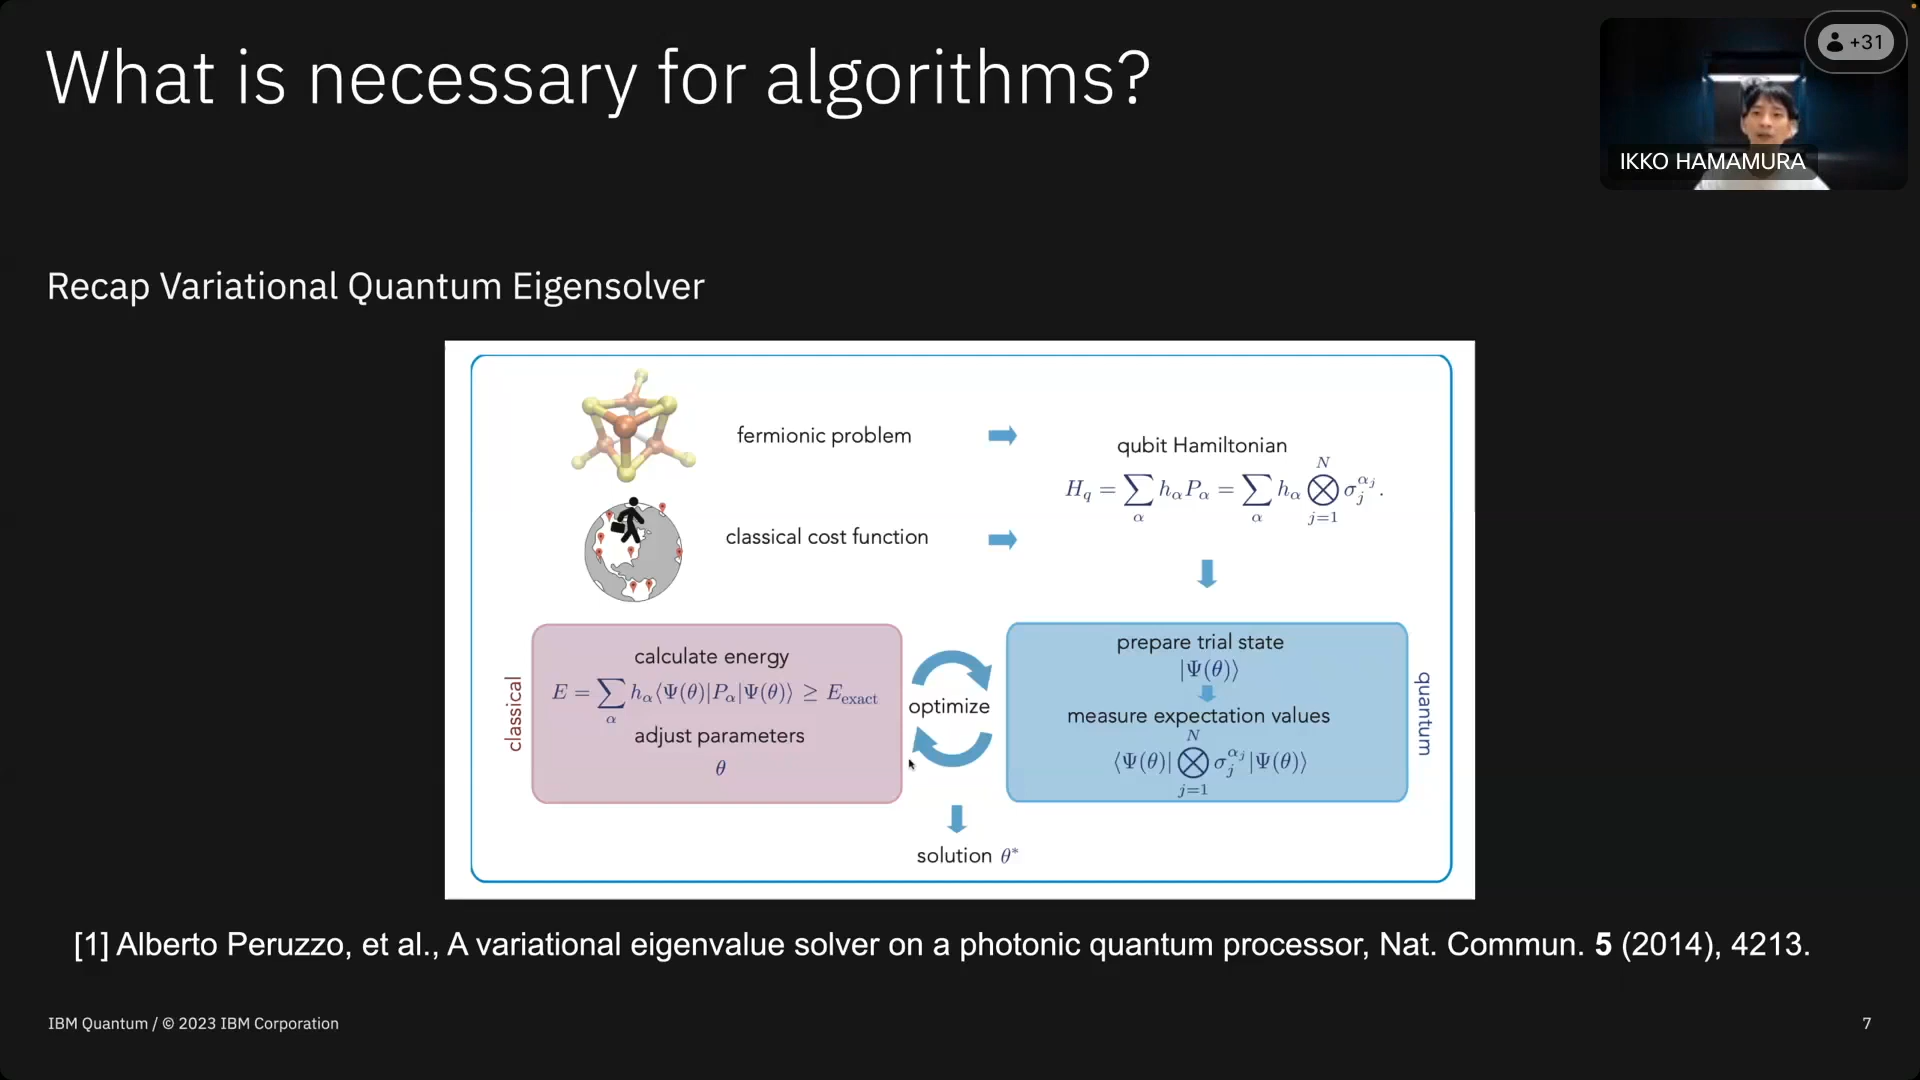 What is necessary for algorithms?
+31
IKKO HAMAMURA
Recap Variational Quantum Eigensolver
fermionic problem
classical cost function
qubit Hamiltonian
H_q = ∑_α h_α P_α = ∑_α h_α ⨂_{j=1}^N σ_j^{α_j}.
classical
calculate energy
E = ∑_α h_α ⟨Ψ(θ)|P_α|Ψ(θ)⟩ ≥ E_exact
adjust parameters
θ
optimize
prepare trial state
|Ψ(θ)⟩
measure expectation values
⟨Ψ(θ)| ⨂_{j=1}^N σ_j^{α_j} |Ψ(θ)⟩
quantum
solution θ*
[1] Alberto Peruzzo, et al., A variational eigenvalue solver on a photonic quantum processor, Nat. Commun. 5 (2014), 4213.
IBM Quantum / © 2023 IBM Corporation
7